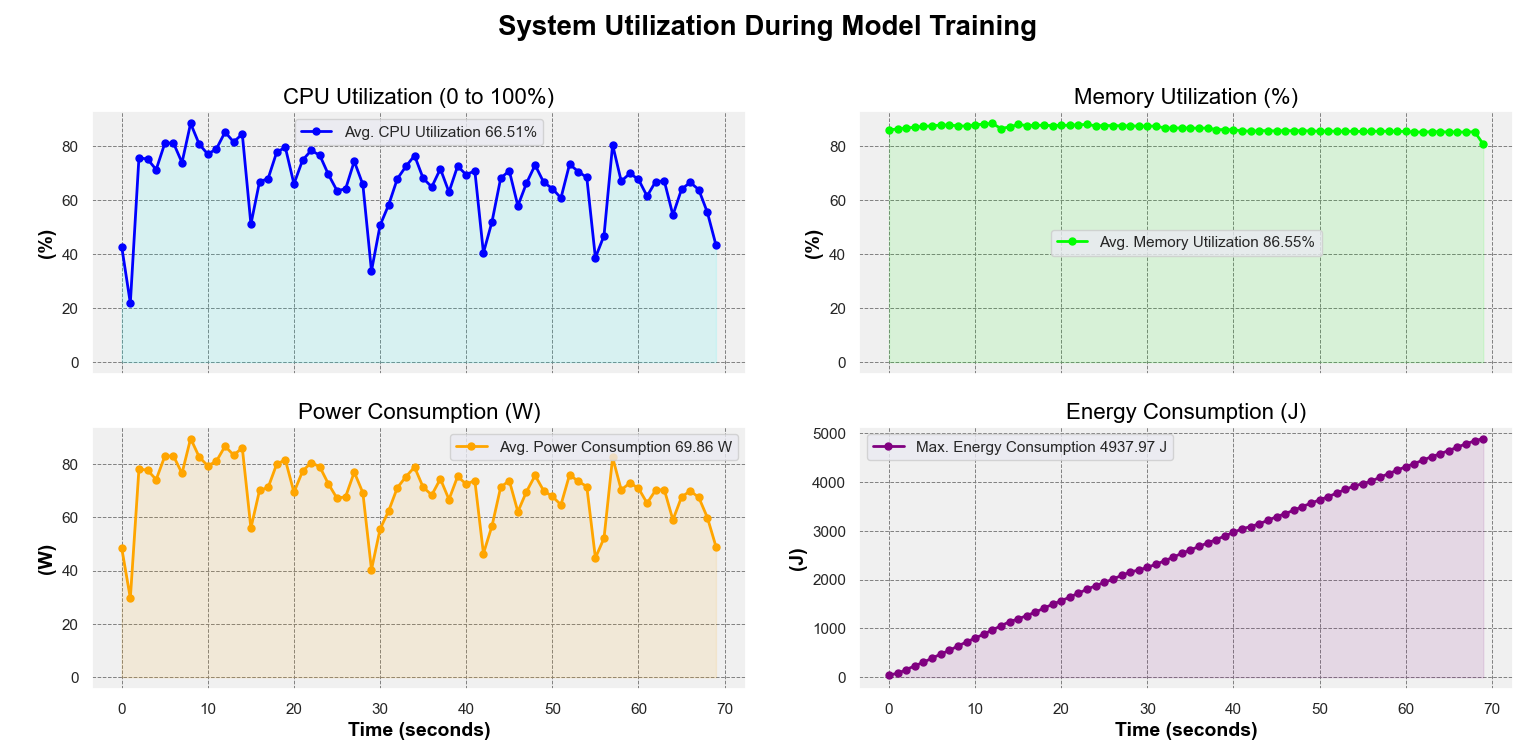 System Utilization During Model Training
CPU Utilization (0 to 100%)
Avg. CPU Utilization 66.51%
(%)
80
60
40
20
0
Memory Utilization (%)
Avg. Memory Utilization 86.55%
(%)
80
60
40
20
0
Power Consumption (W)
Avg. Power Consumption 69.86 W
(W)
80
60
40
20
0
0 10 20 30 40 50 60 70
Time (seconds)
Energy Consumption (J)
Max. Energy Consumption 4937.97 J
(J)
5000
4000
3000
2000
1000
0
0 10 20 30 40 50 60 70
Time (seconds)